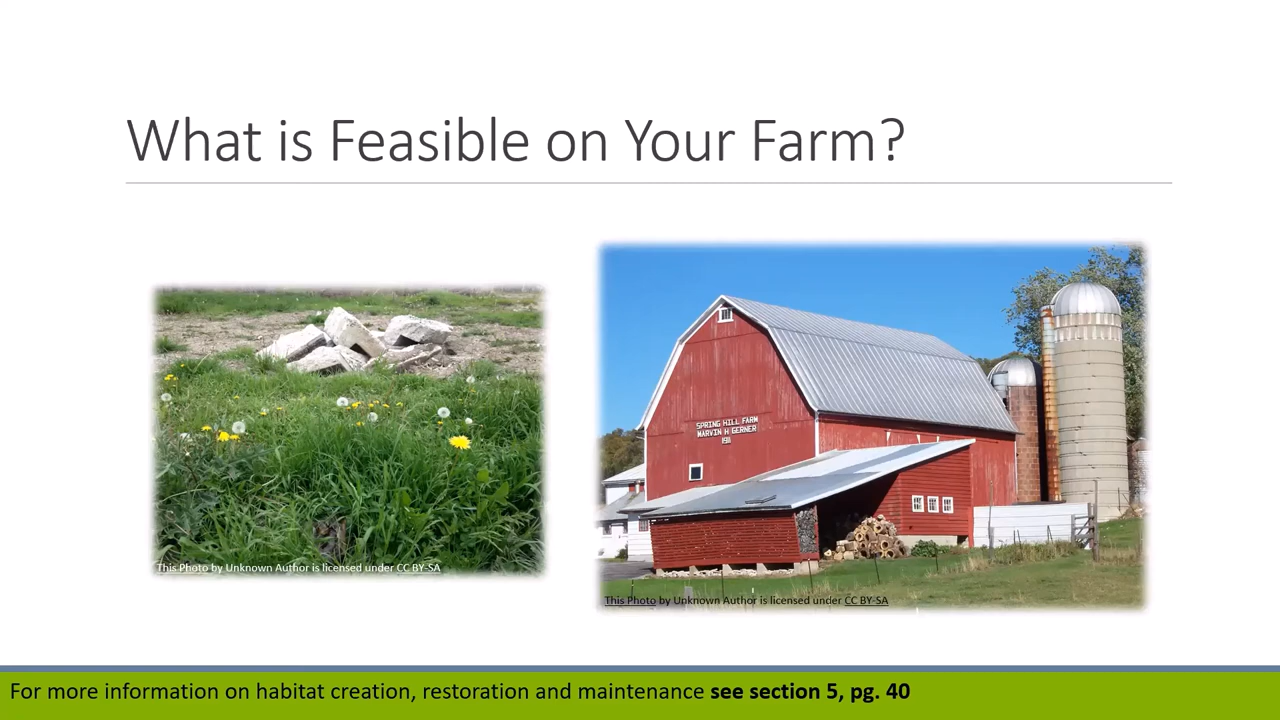 What is Feasible on Your Farm?
SPRING HILL FARM
MARVIN H GERNER
1911
This Photo by Unknown Author is licensed under CC BY-SA
This Photo by Unknown Author is licensed under CC BY-SA
For more information on habitat creation, restoration and maintenance see section 5, pg. 40